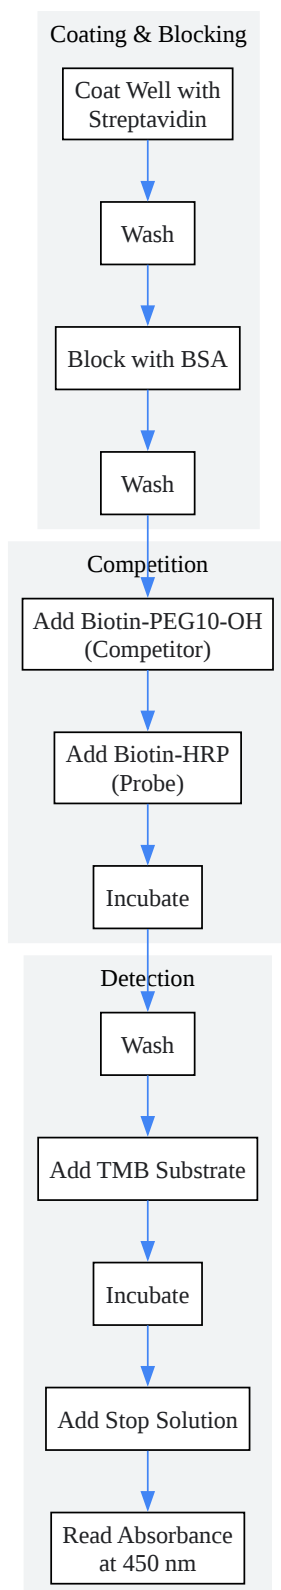 Coating & Blocking
Coat Well with
Streptavidin
Wash
Block with BSA
Wash
Competition
Add Biotin-PEG10-OH
(Competitor)
Add Biotin-HRP
(Probe)
Incubate
Detection
Wash
Add TMB Substrate
Incubate
Add Stop Solution
Read Absorbance
at 450 nm